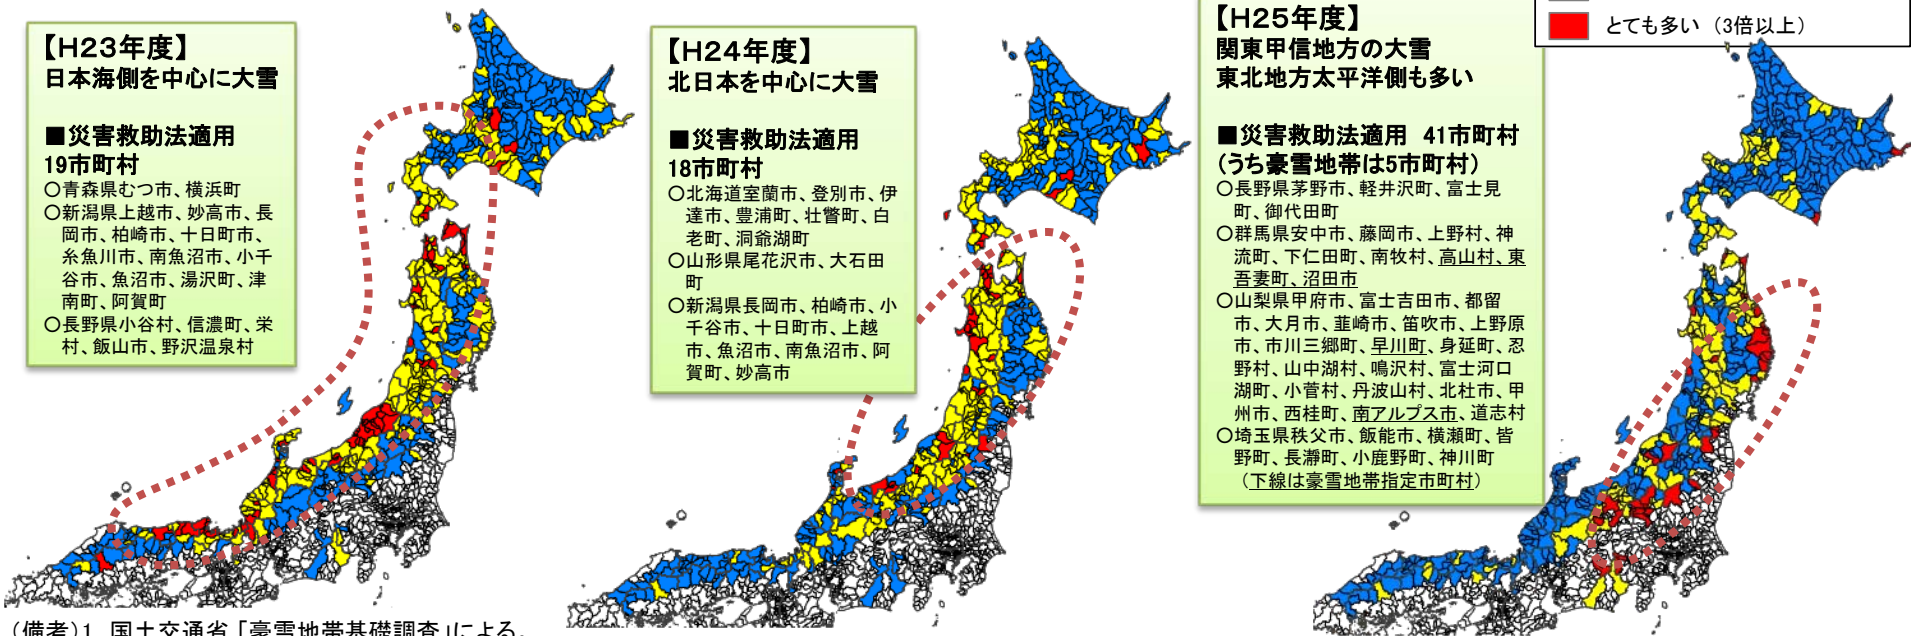 【H23年度】
日本海側を中心に大雪
■災害救助法適用
19市町村
○青森県むつ市、横浜町
○新潟県上越市、妙高市、長
岡市、柏崎市、十日町市、
糸魚川市、南魚沼市、小千
谷市、魚沼市、湯沢町、津
南町、阿賀町
○長野県小谷村、信濃町、栄
村、飯山市、野沢温泉村
【H24年度】
北日本を中心に大雪
■災害救助法適用
18市町村
○北海道室蘭市、登別市、伊
達市、豊浦町、壮瞥町、白
老町、洞爺湖町
○山形県尾花沢市、大石田
町
○新潟県長岡市、柏崎市、小
千谷市、十日町市、上越
市、魚沼市、南魚沼市、阿
賀町、妙高市
【H25年度】
関東甲信地方の大雪
東北地方太平洋側も多い
■災害救助法適用 41市町村
(うち豪雪地帯は5市町村)
○長野県茅野市、軽井沢町、富士見
町、御代田町
○群馬県安中市、藤岡市、上野村、神
流町、下仁田町、南牧村、高山村、東
吾妻町、沼田市
○山梨県甲府市、富士吉田市、都留
市、大月市、韮崎市、笛吹市、上野原
市、市川三郷町、早川町、身延町、忍
野村、山中湖村、鳴沢村、富士河口
湖町、小菅村、丹波山村、北杜市、甲
州市、西桂町、南アルプス市、道志村
○埼玉県秩父市、飯能市、横瀬町、皆
野町、長瀞町、小鹿野町、神川町
(下線は豪雪地帯指定市町村)
とても多い (3倍以上)
(備考)1.国土交通省「豪雪地帯基礎調査」による。